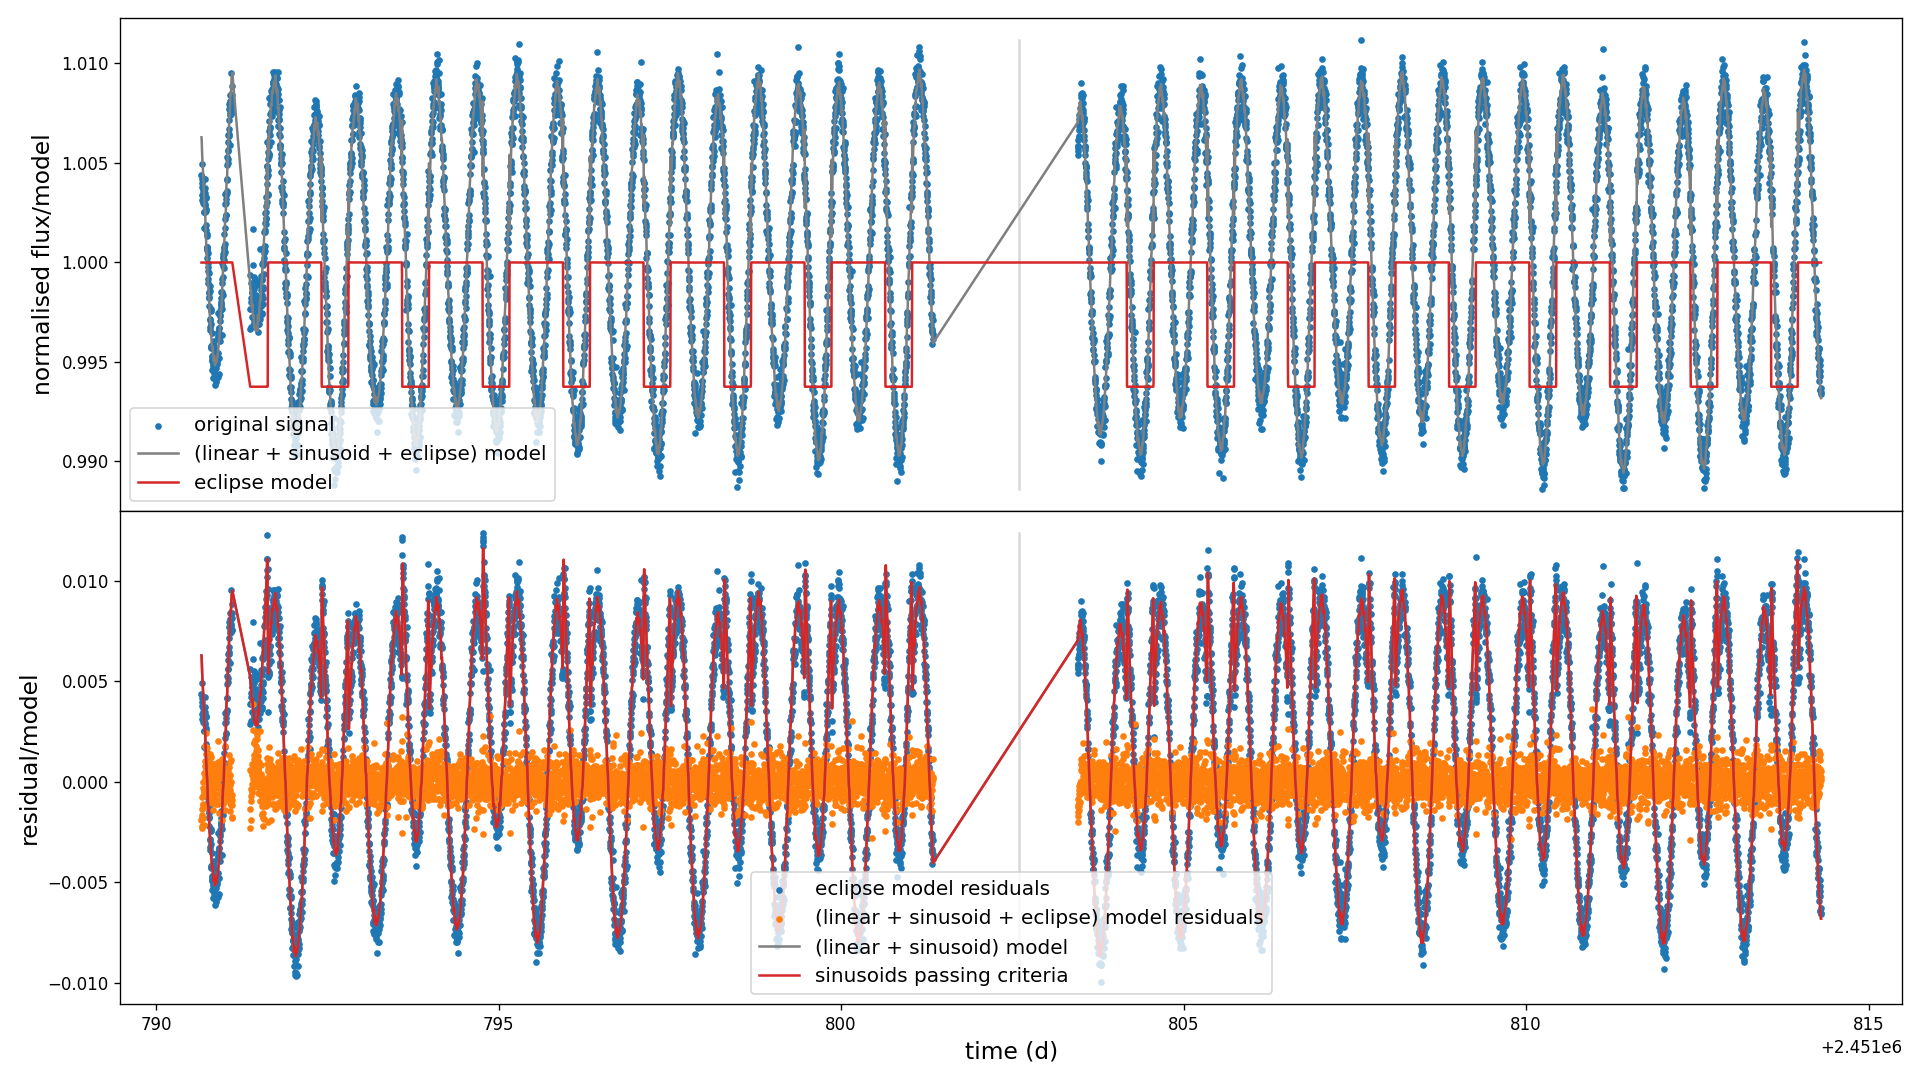 normalised flux/model
1.010
1.005
1.000
0.995
0.990
original signal
(linear + sinusoid + eclipse) model
eclipse model
residual/model
0.010
0.005
0.000
−0.005
−0.010
eclipse model residuals
(linear + sinusoid + eclipse) model residuals
(linear + sinusoid) model
sinusoids passing criteria
790
795
800
805
810
815
time (d)
+2.451e6